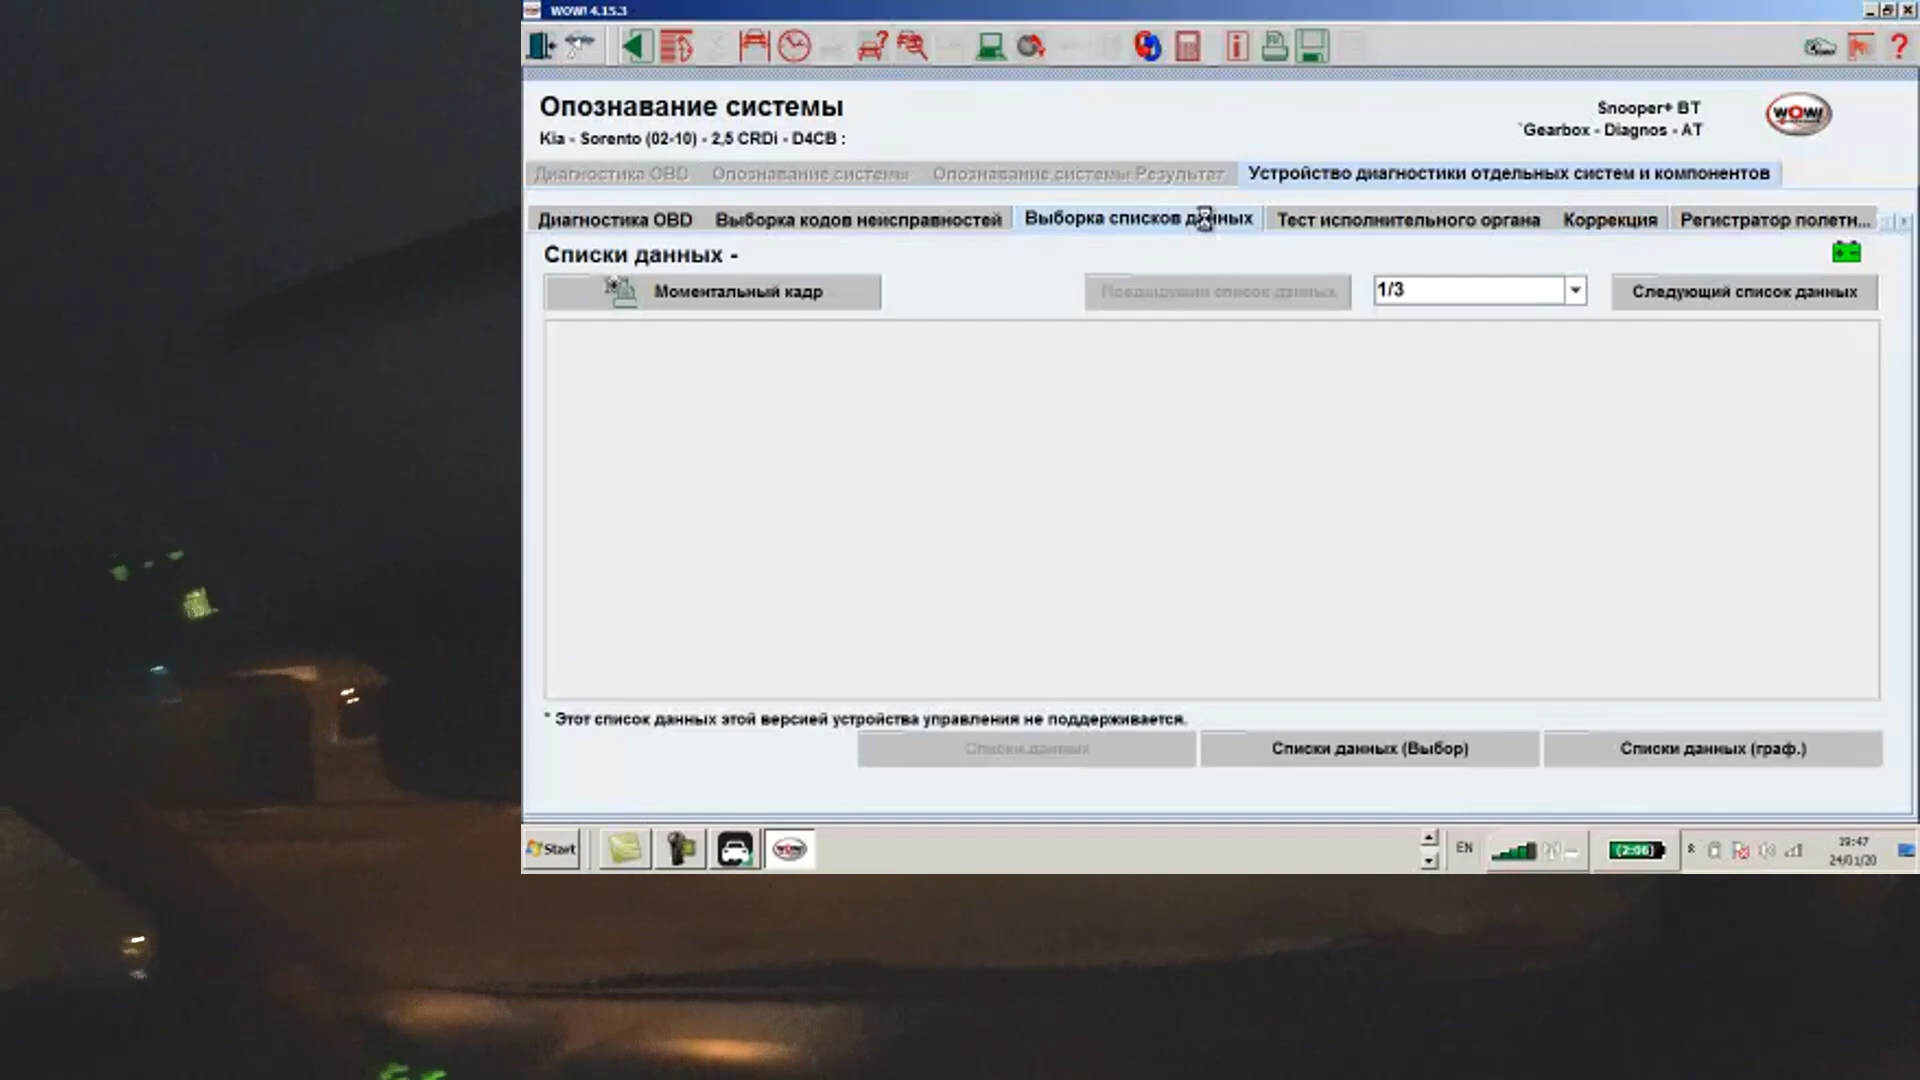 WOW! 4.15.3
Опознавание системы
Snooper+ BT
Kia - Sorento (02-10) - 2,5 CRDi - D4CB :
`Gearbox - Diagnos - AT
WOW!
Диагностика OBD
Опознавание системы
Опознавание системы Результат
Устройство диагностики отдельных систем и компонентов
Диагностика OBD
Выборка кодов неисправностей
Выборка списков данных
Тест исполнительного органа
Коррекция
Регистратор полетн...
Списки данных -
Моментальный кадр
Предыдущий список данных
1/3
Следующий список данных
* Этот список данных этой версией устройства управления не поддерживается.
Списки данных
Списки данных (Выбор)
Списки данных (граф.)
Start
EN
(2:06)
19:47
24/01/20